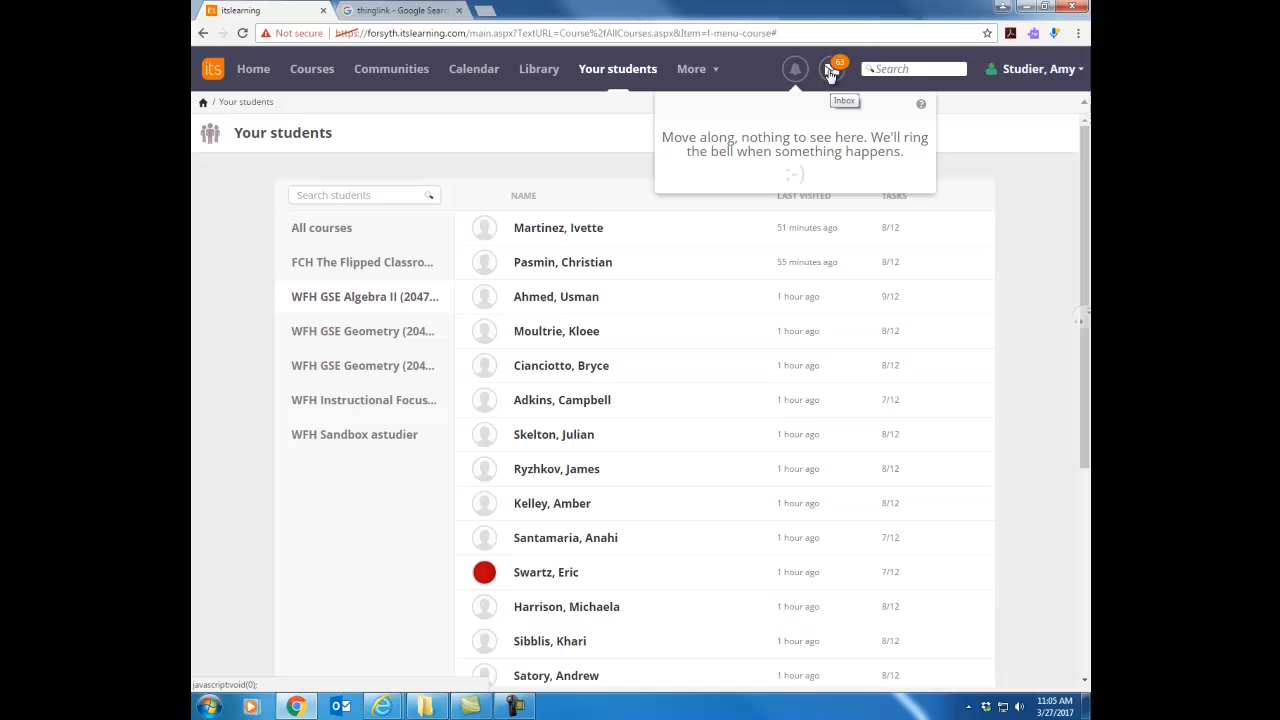 itslearning
thinglink - Google Searc
Not secure
https://forsyth.itslearning.com/main.aspx?TextURL=Course%2fAllCourses.aspx&Item=l-menu-course#
its
Home
Courses
Communities
Calendar
Library
Your students
More
63
Search
Studier, Amy
Inbox
/ Your students
Your students
Move along, nothing to see here. We'll ring
the bell when something happens.
:-)
Search students
NAME
LAST VISITED
TASKS
All courses
FCH The Flipped Classro...
WFH GSE Algebra II (2047...
WFH GSE Geometry (204...
WFH GSE Geometry (204...
WFH Instructional Focus...
WFH Sandbox astudier
Martinez, Ivette 51 minutes ago 8/12
Pasmin, Christian 55 minutes ago 8/12
Ahmed, Usman 1 hour ago 9/12
Moultrie, Kloee 1 hour ago 8/12
Cianciotto, Bryce 1 hour ago 8/12
Adkins, Campbell 1 hour ago 7/12
Skelton, Julian 1 hour ago 8/12
Ryzhkov, James 1 hour ago 8/12
Kelley, Amber 1 hour ago 8/12
Santamaria, Anahi 1 hour ago 7/12
Swartz, Eric 1 hour ago 7/12
Harrison, Michaela 1 hour ago 8/12
Sibblis, Khari 1 hour ago 8/12
Satory, Andrew 1 hour ago 8/12
javascript:void(0);
11:05 AM
3/27/2017